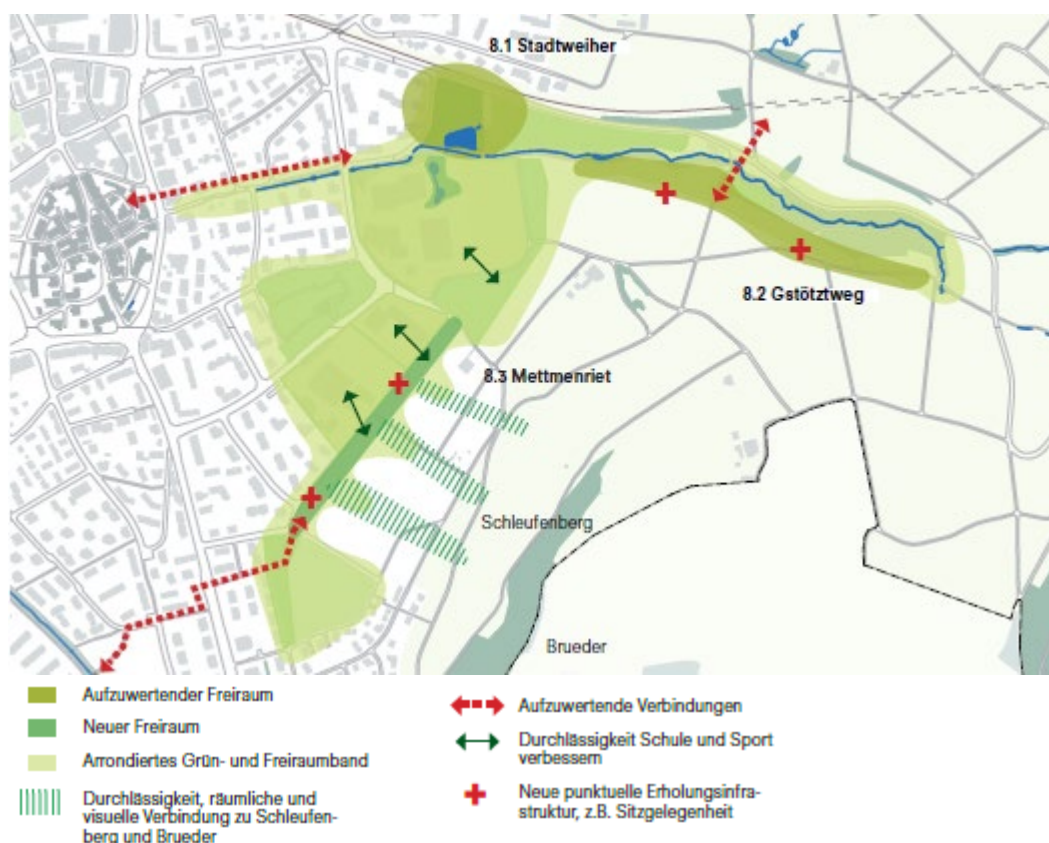 8.1 Stadtweiher
8.2 Gstötztweg
8.3 Mettmenriet
Schleufenberg
Brueder
Aufzuwertender Freiraum
Neuer Freiraum
Arrondiertes Grün- und Freiraumband
Durchlässigkeit, räumliche und
visuelle Verbindung zu Schleufen-
berg und Brueder
Aufzuwertende Verbindungen
Durchlässigkeit Schule und Sport
verbessern
Neue punktuelle Erholungsinfra-
struktur, z.B. Sitzgelegenheit